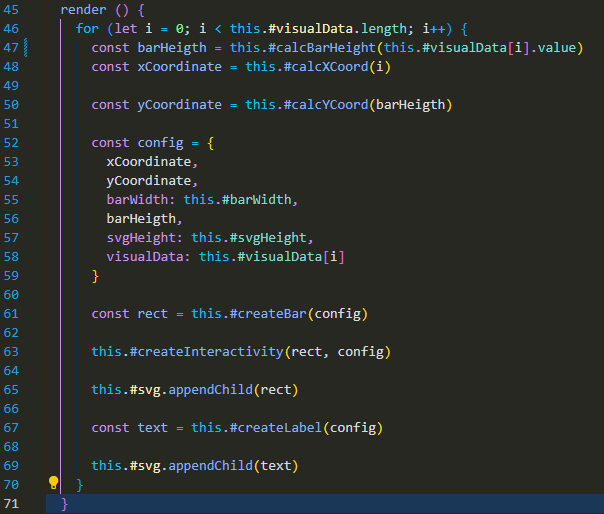 45 render () {
46 for (let i = 0; i < this.#visualData.length; i++) {
47 const barHeigth = this.#calcBarHeight(this.#visualData[i].value)
48 const xCoordinate = this.#calcXCoord(i)
49
50 const yCoordinate = this.#calcYCoord(barHeigth)
51
52 const config = {
53 xCoordinate,
54 yCoordinate,
55 barWidth: this.#barWidth,
56 barHeigth,
57 svgHeight: this.#svgHeight,
58 visualData: this.#visualData[i]
59 }
60
61 const rect = this.#createBar(config)
62
63 this.#createInteractivity(rect, config)
64
65 this.#svg.appendChild(rect)
66
67 const text = this.#createLabel(config)
68
69 this.#svg.appendChild(text)
70 }
71 }